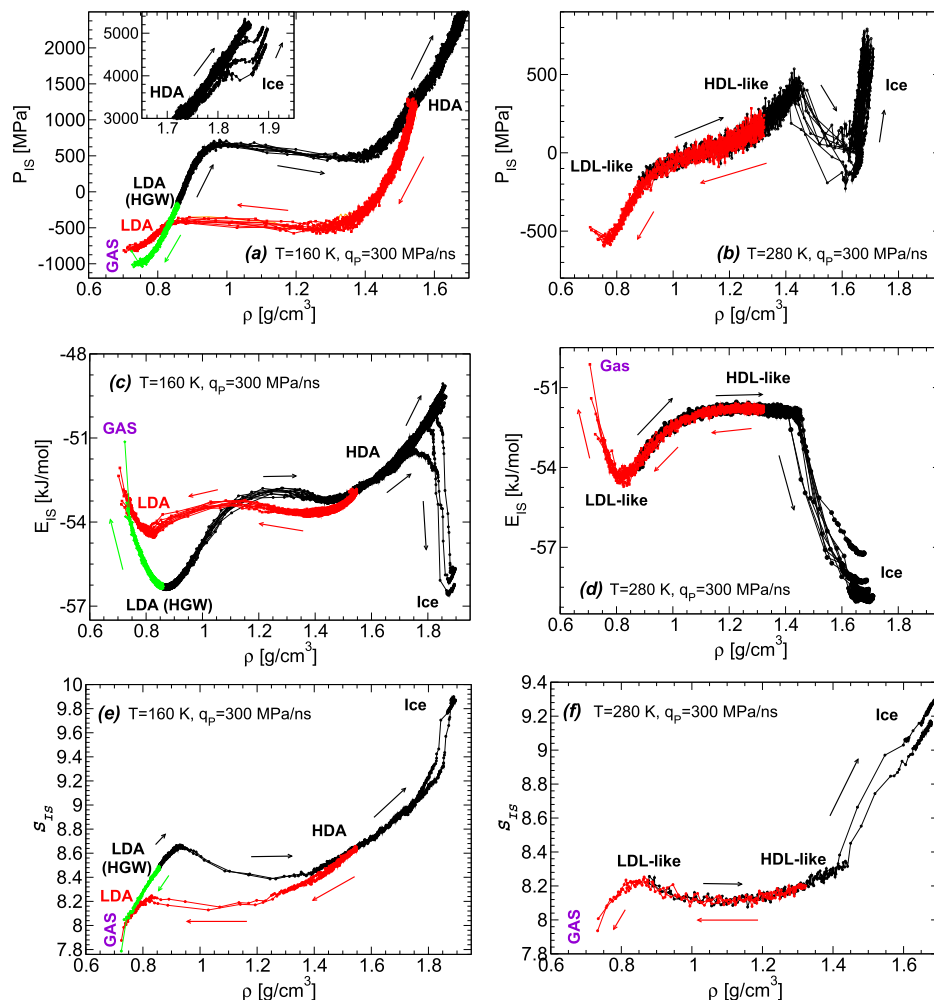 2000
1500
1000
500
0
-500
-1000
P_IS [MPa]
5000
4000
3000
1.7 1.8 1.9
HDA
Ice
HDA
LDA
(HGW)
LDA
GAS
(a) T=160 K, q_P=300 MPa/ns
0.6 0.8 1 1.2 1.4 1.6
ρ [g/cm³]
500
0
-500
P_IS [MPa]
HDL-like
Ice
LDL-like
(b) T=280 K, q_P=300 MPa/ns
0.6 0.8 1 1.2 1.4 1.6
ρ [g/cm³]
-48
-51
-54
-57
E_IS [kJ/mol]
(c) T=160 K, q_P=300 MPa/ns
GAS
HDA
LDA
LDA (HGW)
Ice
0.6 0.8 1 1.2 1.4 1.6 1.8
ρ [g/cm³]
-51
-54
-57
E_IS [kJ/mol]
Gas
HDL-like
LDL-like
Ice
(d) T=280 K, q_P=300 MPa/ns
0.6 0.8 1 1.2 1.4 1.6
ρ [g/cm³]
10
9.8
9.6
9.4
9.2
9
8.8
8.6
8.4
8.2
8
7.8
S_IS
(e) T=160 K, q_P=300 MPa/ns
Ice
HDA
LDA
(HGW)
LDA
GAS
0.6 0.8 1 1.2 1.4 1.6 1.8
ρ [g/cm³]
9.4
9.2
9
8.8
8.6
8.4
8.2
8
7.8
S_IS
(f) T=280 K, q_P=300 MPa/ns
Ice
LDL-like
HDL-like
GAS
0.6 0.8 1 1.2 1.4 1.6
ρ [g/cm³]